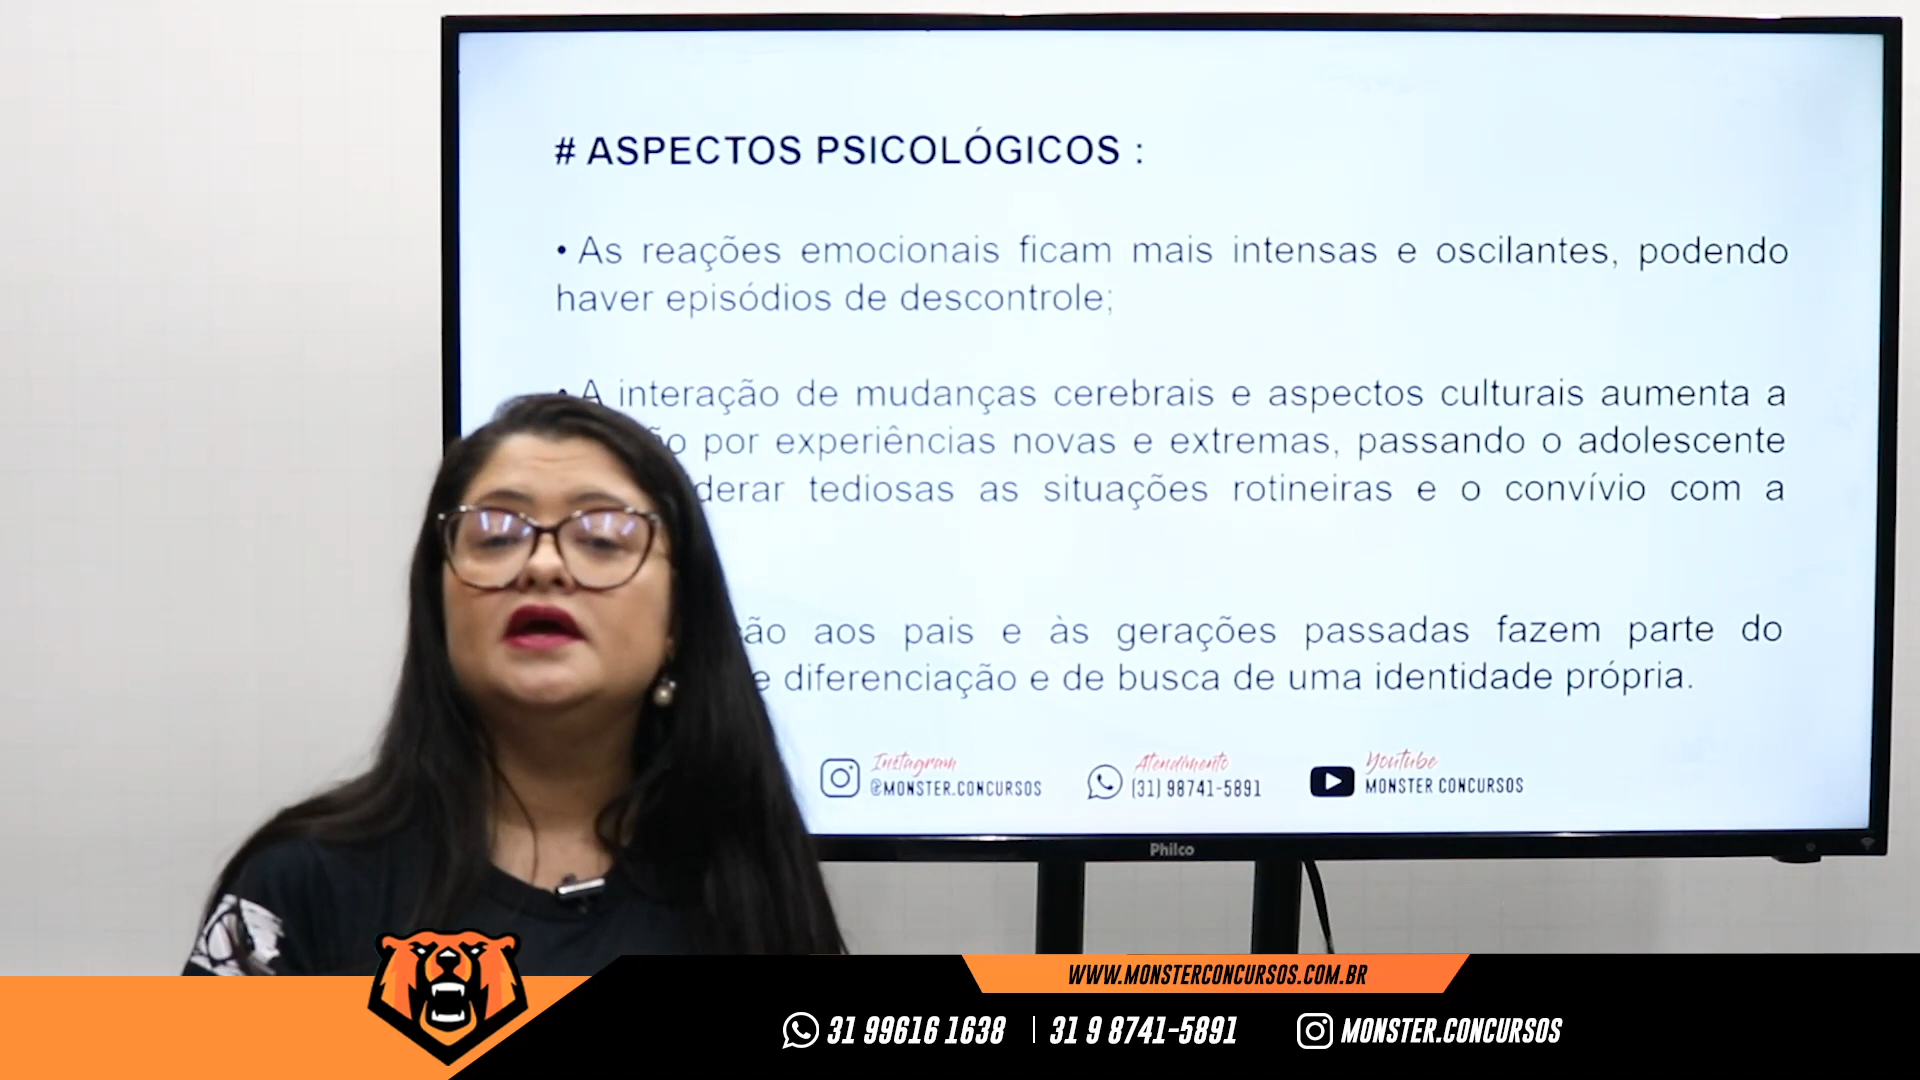 # ASPECTOS PSICOLÓGICOS :
• As reações emocionais ficam mais intensas e oscilantes, podendo
haver episódios de descontrole;
• A interação de mudanças cerebrais e aspectos culturais aumenta a
por experiências novas e extremas, passando o adolescente
tediosas as situações rotineiras e o convívio com a
aos pais e às gerações passadas fazem parte do
diferenciação e de busca de uma identidade própria.
Instagram
@MONSTER.CONCURSOS
Atendimento
(31) 98741-5891
Youtube
MONSTER CONCURSOS
Philco
WWW.MONSTERCONCURSOS.COM.BR
31 99616 1638 | 31 9 8741-5891
MONSTER.CONCURSOS